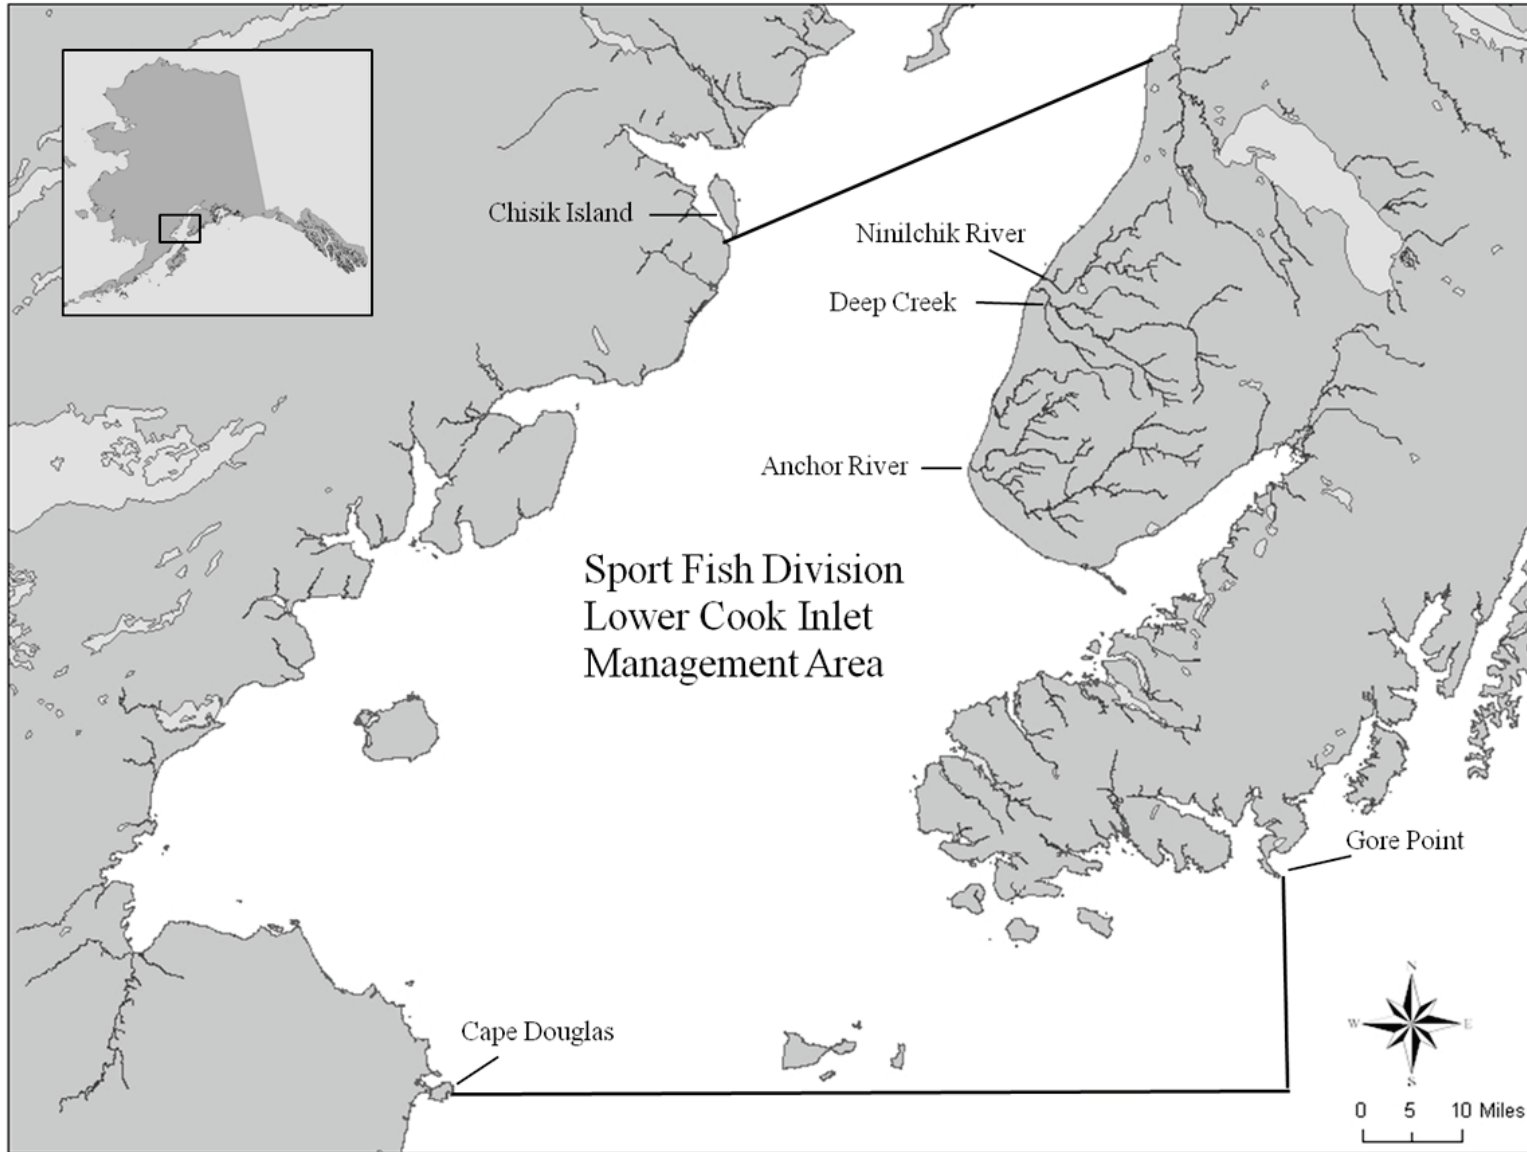 Chisik Island
Ninilchik River
Deep Creek
Anchor River
Sport Fish Division
Lower Cook Inlet
Management Area
Gore Point
Cape Douglas
N
W E
S
0 5 10 Miles